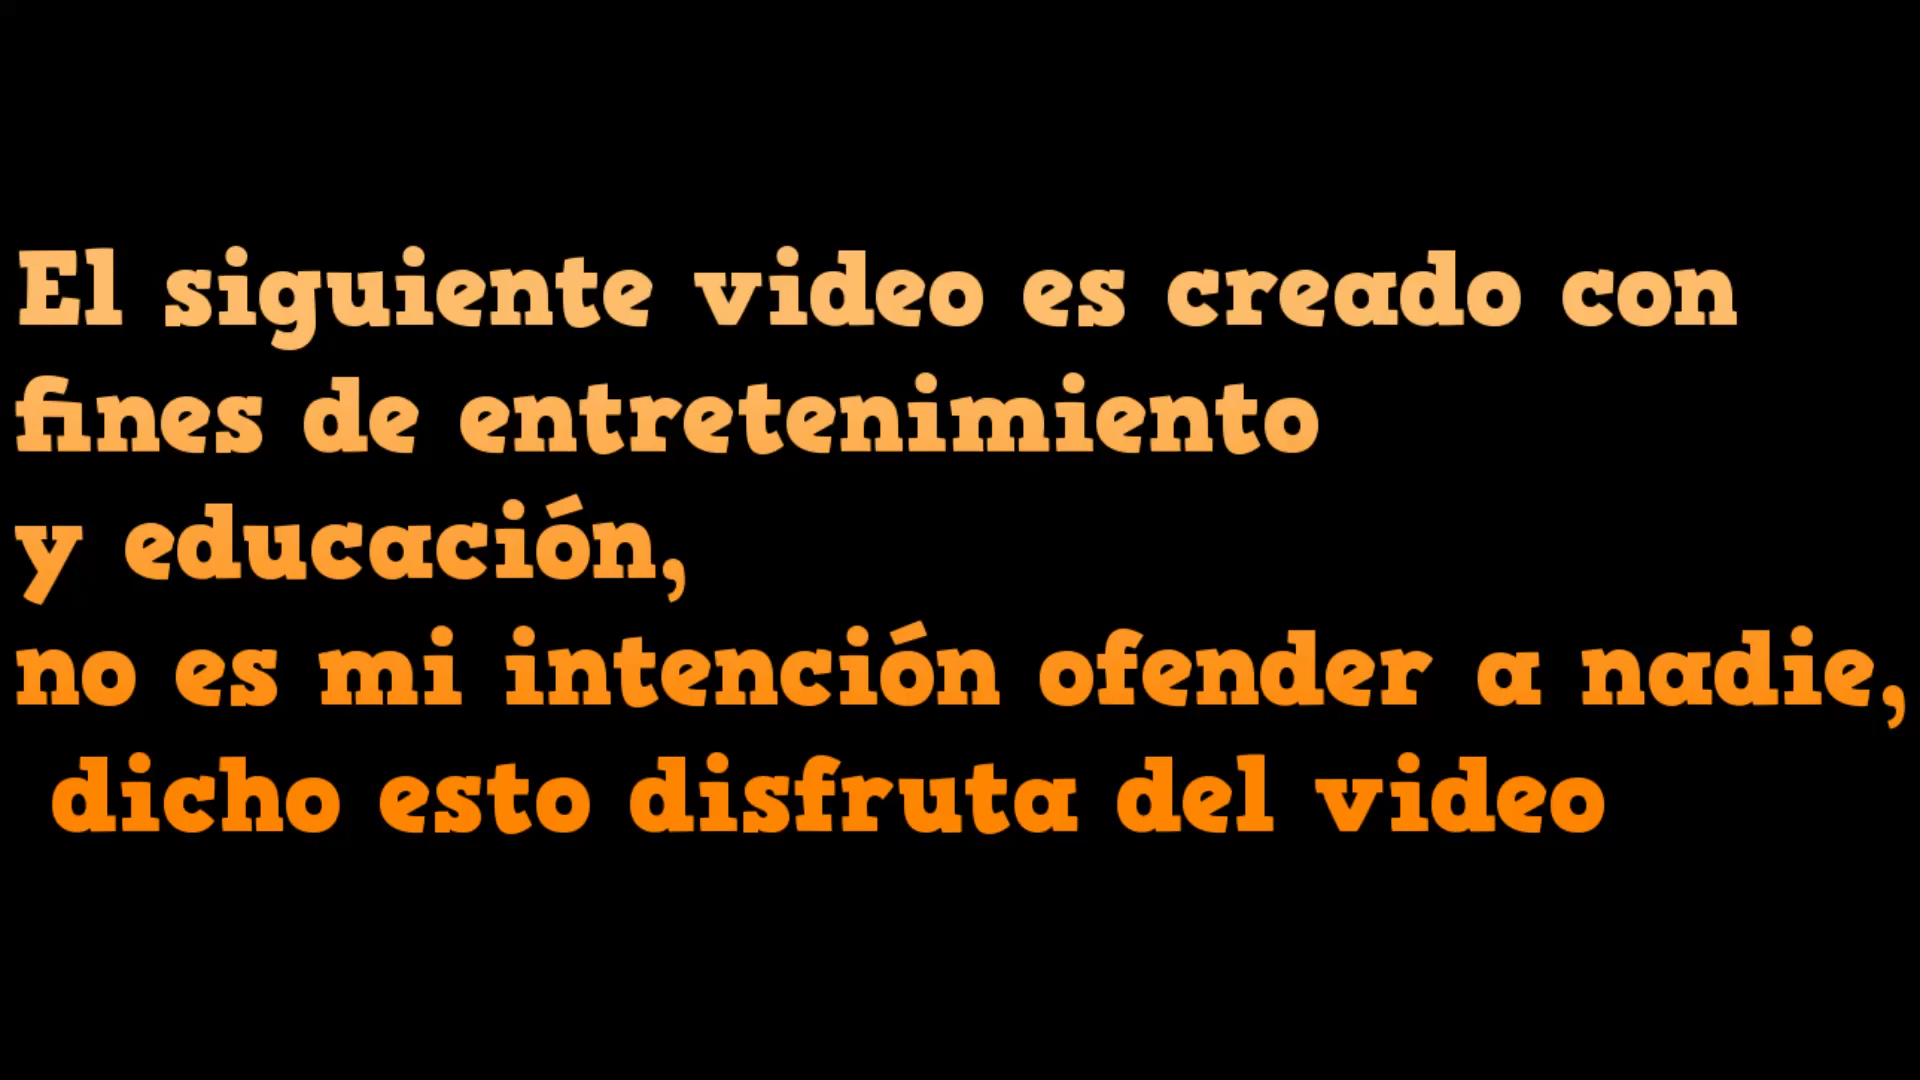 El siguiente video es creado con
fines de entretenimiento
y educación,
no es mi intención ofender a nadie,
dicho esto disfruta del video